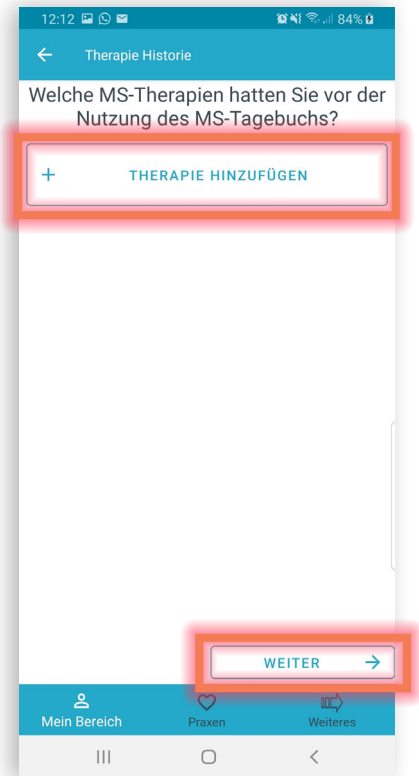 12:12 84%
Therapie Historie
Welche MS-Therapien hatten Sie vor der
Nutzung des MS-Tagebuchs?
+ THERAPIE HINZUFÜGEN
WEITER →
Mein Bereich Praxen Weiteres